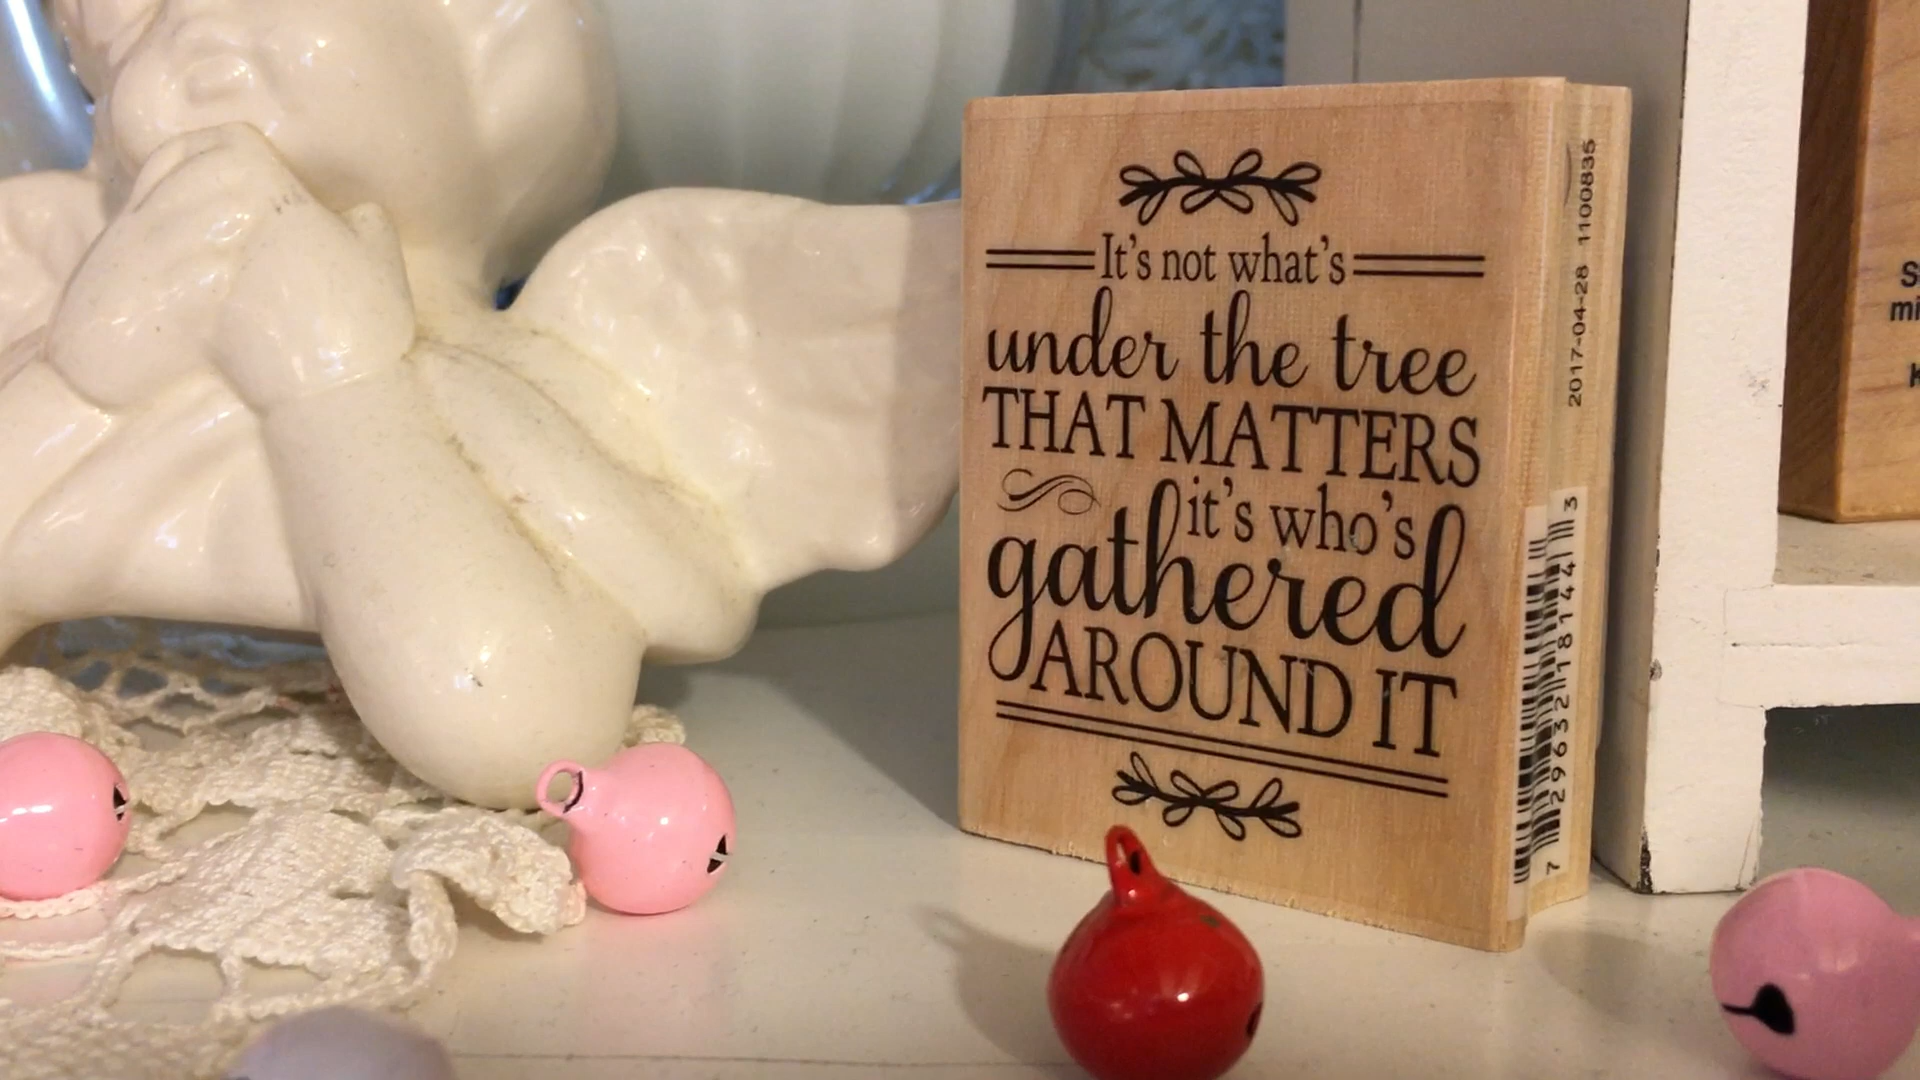 It's not what's
under the tree
THAT MATTERS
it's who's
gathered
AROUND IT
2017-04-28 1100835
7 29632 18144 3